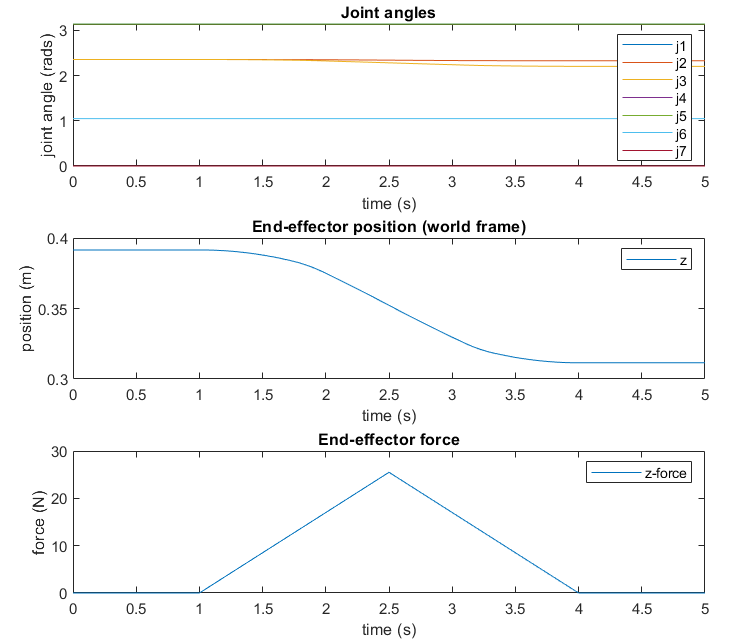 Joint angles
joint angle (rads)
3
2
1
0
j1
j2
j3
j4
j5
j6
j7
0 0.5 1 1.5 2 2.5 3 3.5 4 4.5 5
time (s)
End-effector position (world frame)
position (m)
0.4
0.35
0.3
z
0 0.5 1 1.5 2 2.5 3 3.5 4 4.5 5
time (s)
End-effector force
force (N)
30
20
10
0
z-force
0 0.5 1 1.5 2 2.5 3 3.5 4 4.5 5
time (s)